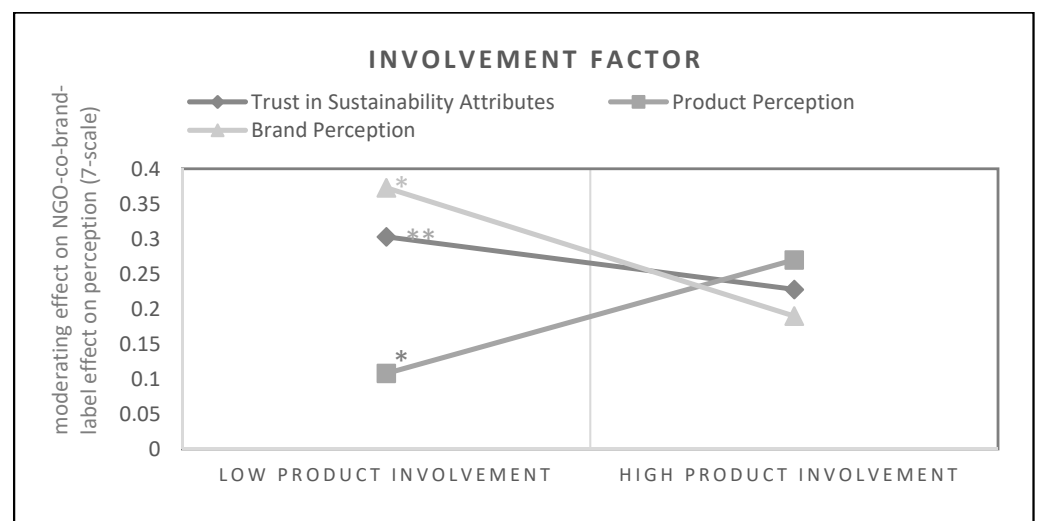 INVOLVEMENT FACTOR
Trust in Sustainability Attributes
Product Perception
Brand Perception
moderating effect on NGO-co-brand-
label effect on perception (7-scale)
0.4
0.35
0.3
0.25
0.2
0.15
0.1
0.05
0
*
**
*
LOW PRODUCT INVOLVEMENT
HIGH PRODUCT INVOLVEMENT